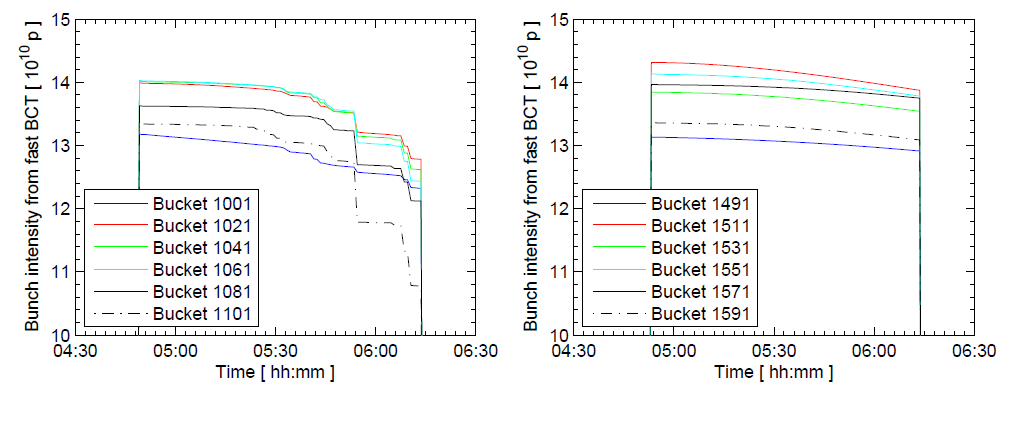 15
14
13
12
11
10
Bunch intensity from fast BCT [ 10^10 p]
Bucket 1001
Bucket 1021
Bucket 1041
Bucket 1061
Bucket 1081
Bucket 1101
04:30 05:00 05:30 06:00 06:30
Time [ hh:mm ]
15
14
13
12
11
10
Bunch intensity from fast BCT [ 10^10 p]
Bucket 1491
Bucket 1511
Bucket 1531
Bucket 1551
Bucket 1571
Bucket 1591
04:30 05:00 05:30 06:00 06:30
Time [ hh:mm ]